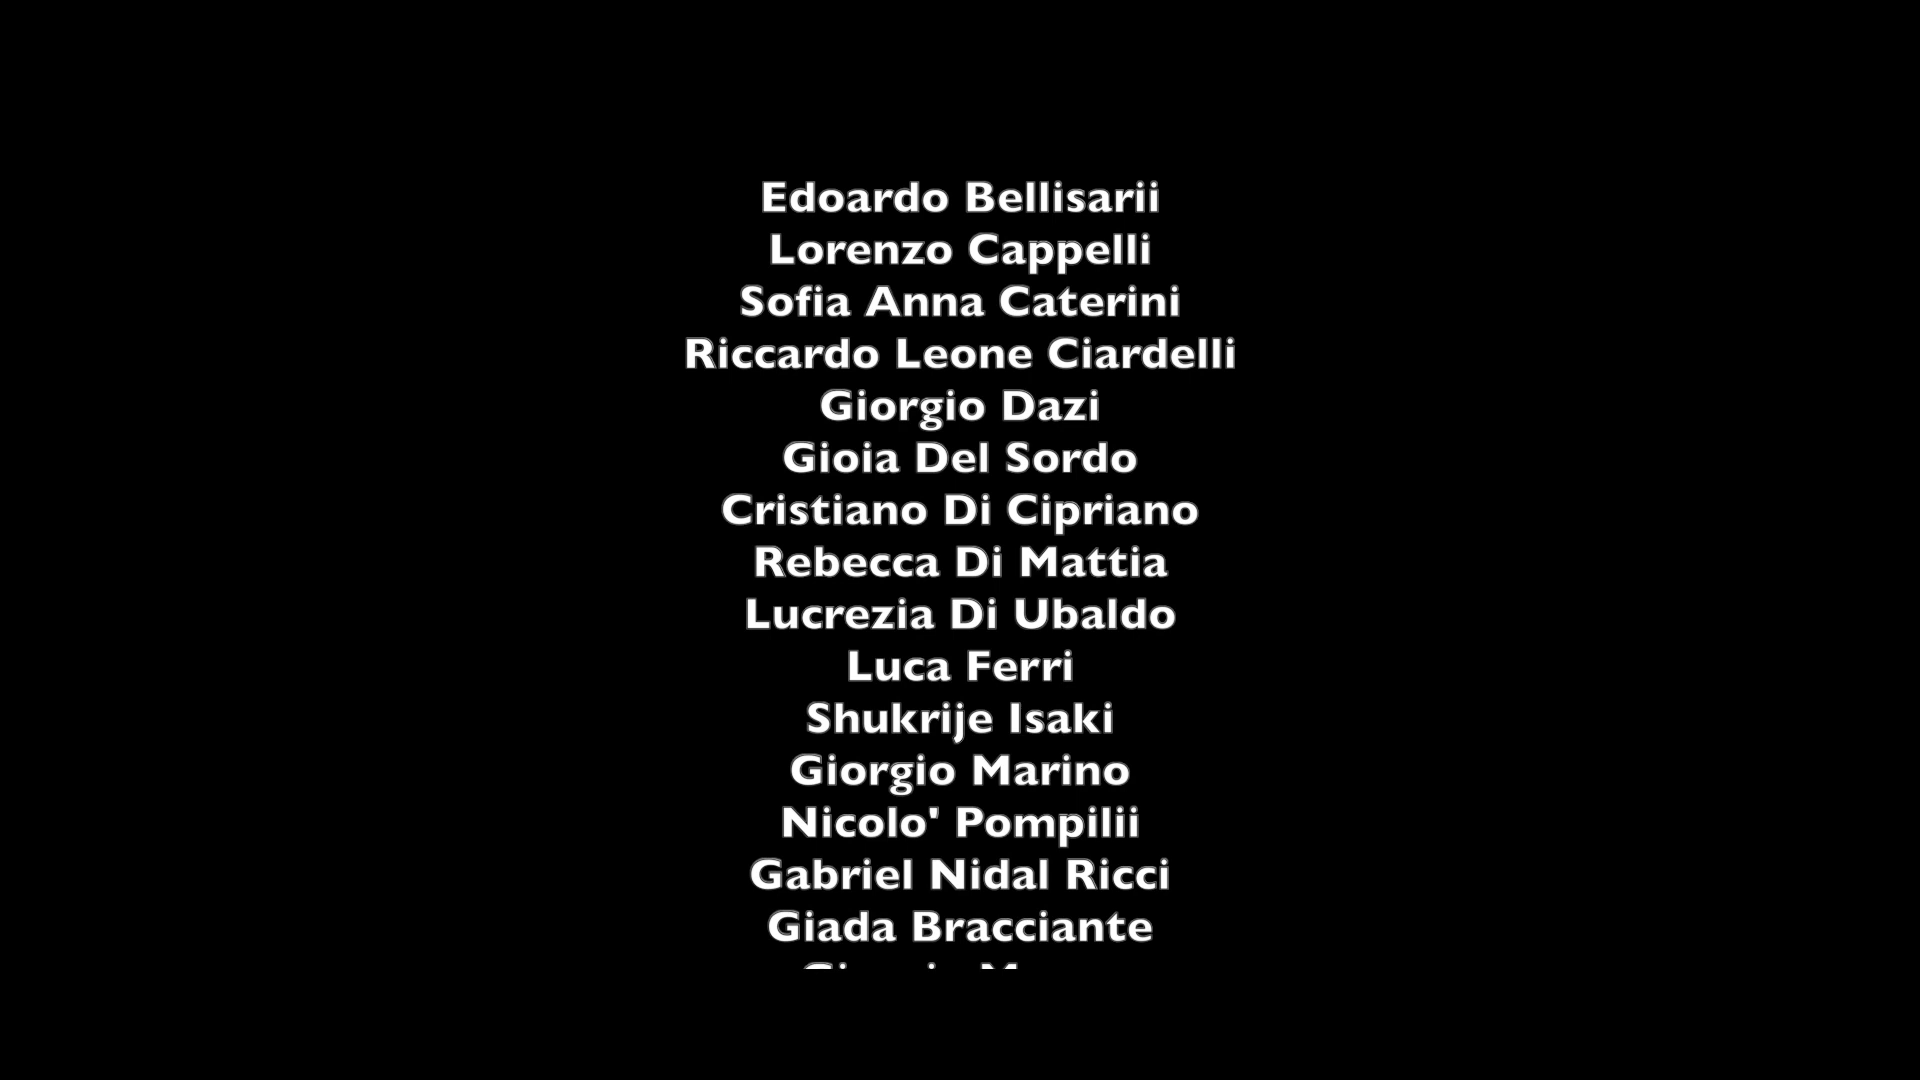 Edoardo Bellisarii
Lorenzo Cappelli
Sofia Anna Caterini
Riccardo Leone Ciardelli
Giorgio Dazi
Gioia Del Sordo
Cristiano Di Cipriano
Rebecca Di Mattia
Lucrezia Di Ubaldo
Luca Ferri
Shukrije Isaki
Giorgio Marino
Nicolo' Pompilii
Gabriel Nidal Ricci
Giada Bracciante